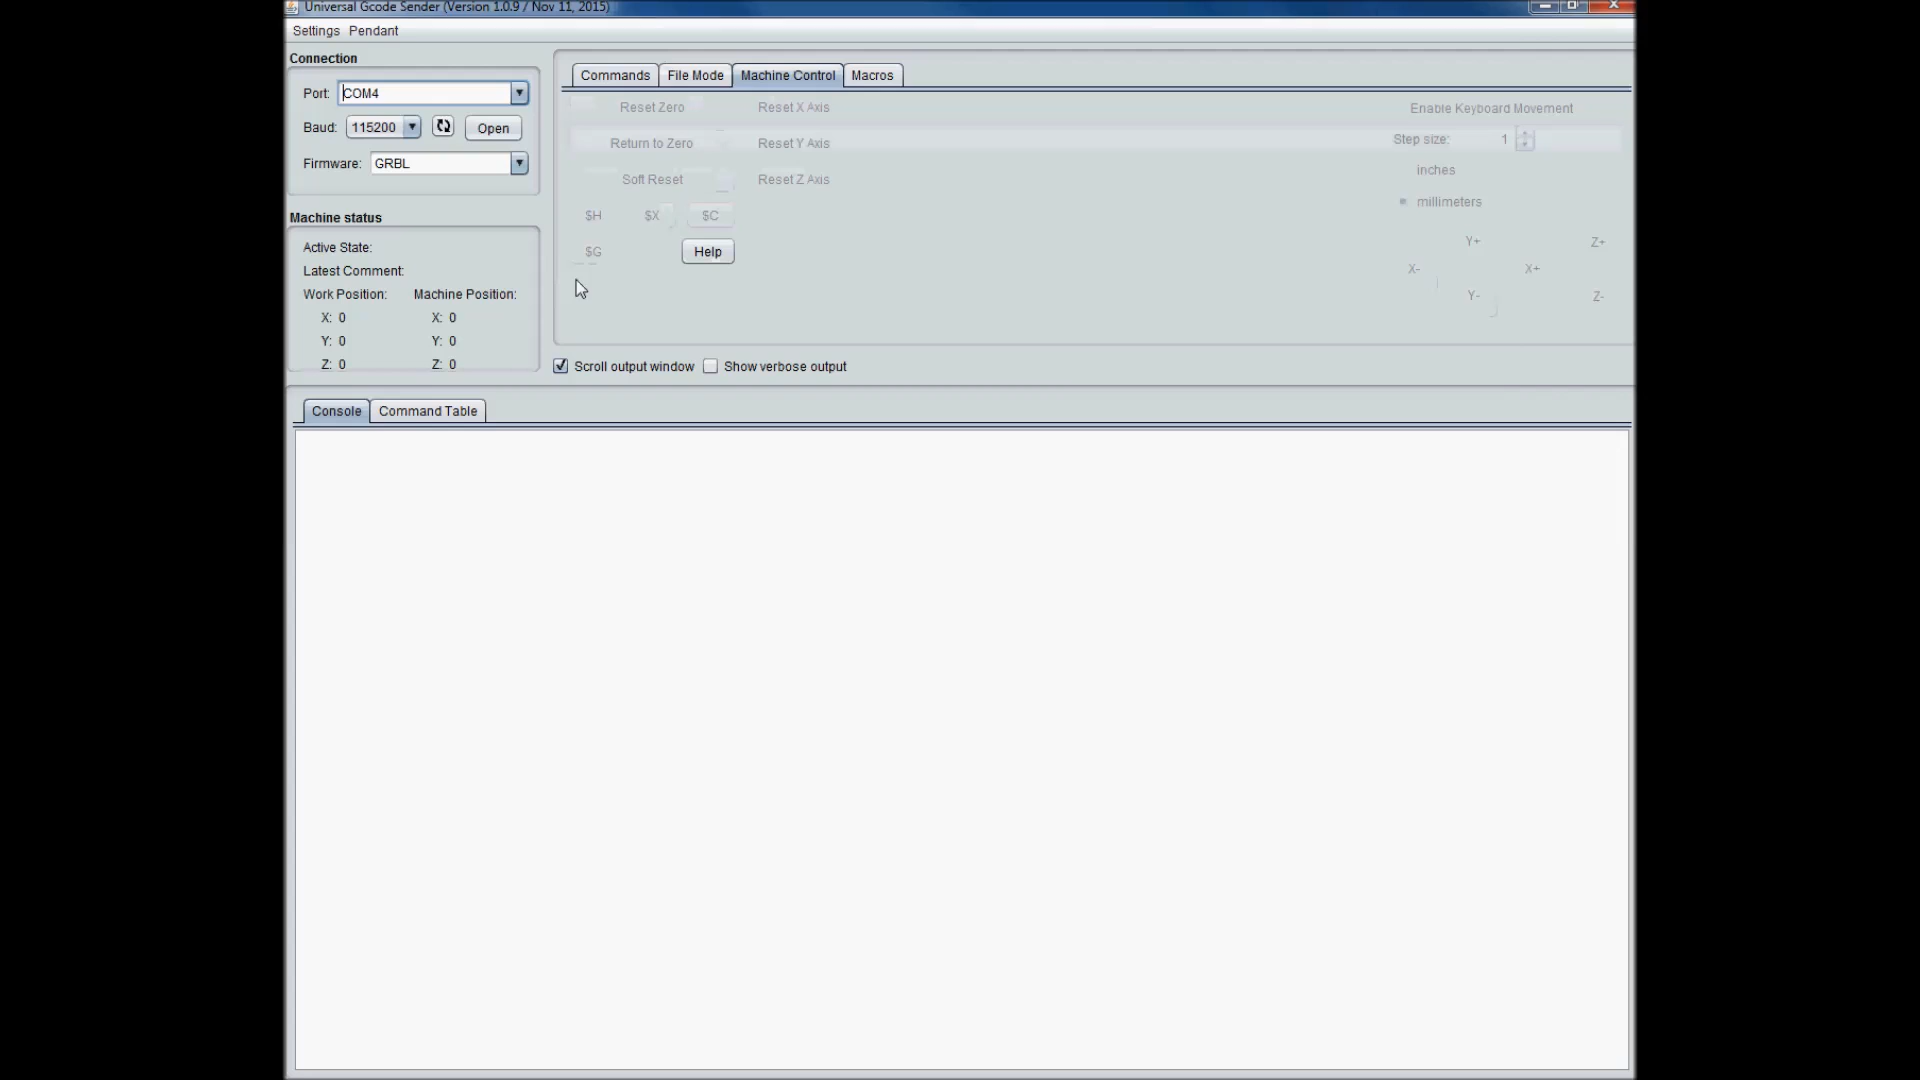 Universal Gcode Sender (Version 1.0.9 / Nov 11, 2015)
Settings Pendant
Connection
Port: COM4
Baud: 115200 Open
Firmware: GRBL
Machine status
Active State:
Latest Comment:
Work Position: Machine Position:
X: 0 X: 0
Y: 0 Y: 0
Z: 0 Z: 0
Commands File Mode Machine Control Macros
Reset Zero Reset X Axis
Return to Zero Reset Y Axis
Soft Reset Reset Z Axis
$H $X $C
$G Help
Enable Keyboard Movement
Step size: 1
inches
millimeters
Y+ Z+
X- X+
Y- Z-
Scroll output window Show verbose output
Console Command Table